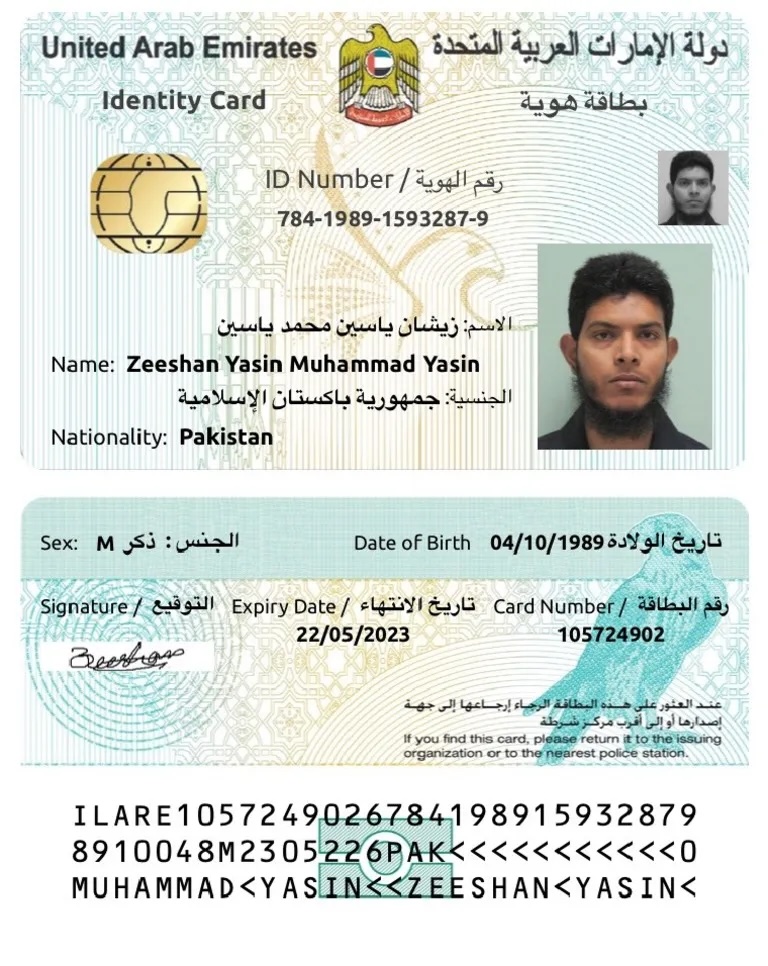 United Arab Emirates دولة الإمارات العربية المتحدة
Identity Card بطاقة هوية
ID Number / رقم الهوية
784-1989-1593287-9
الاسم: زيشان ياسين محمد ياسين
Name: Zeeshan Yasin Muhammad Yasin
الجنسية: جمهورية باكستان الإسلامية
Nationality: Pakistan
Sex: M الجنس: ذكر Date of Birth 04/10/1989 تاريخ الولادة
Signature / التوقيع Expiry Date / تاريخ الانتهاء Card Number / رقم البطاقة
22/05/2023 105724902
Zeeshan
عند العثور على هذه البطاقة الرجاء إرجاعها إلى جهة
إصدارها أو إلى أقرب مركز شرطة
If you find this card, please return it to the issuing
organization or to the nearest police station.
ILARE1057249026784198915932879
8910048M2305226PAK<<<<<<<<<<<0
MUHAMMAD<YASIN<<ZEESHAN<YASIN<